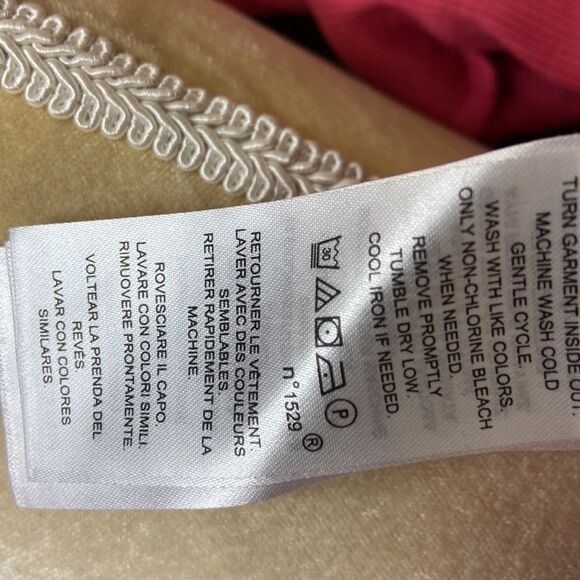 TURN GARMENT INSIDE OUT.
MACHINE WASH COLD
GENTLE CYCLE.
WASH WITH LIKE COLORS.
ONLY NON-CHLORINE BLEACH
WHEN NEEDED.
REMOVE PROMPTLY
TUMBLE DRY LOW.
COOL IRON IF NEEDED.
30 P
n°1529 ®
RETOURNER LE VÊTEMENT.
LAVER AVEC DES COULEURS
SEMBLABLES.
RETIRER RAPIDEMENT DE LA
MACHINE.
ROVESCIARE IL CAPO.
LAVARE CON COLORI SIMILI.
RIMUOVERE PRONTAMENTE.
VOLTEAR LA PRENDA DEL
REVÉS.
LAVAR CON COLORES
SIMILARES